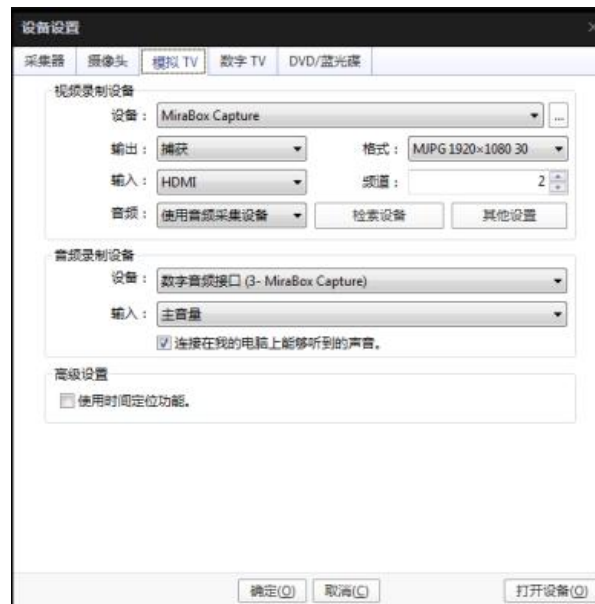 设备设置
采集器 摄像头 模拟 TV 数字 TV DVD/蓝光碟
视频录制设备
设备： MiraBox Capture ...
输出： 捕获 格式： MJPG 1920×1080 30
输入： HDMI 频道： 2
音频： 使用音频采集设备 检索设备 其他设置
音频录制设备
设备： 数字音频接口 (3- MiraBox Capture)
输入： 主音量
连接在我的电脑上能够听到的声音。
高级设置
使用时间定位功能。
确定(O) 取消(C) 打开设备(O)